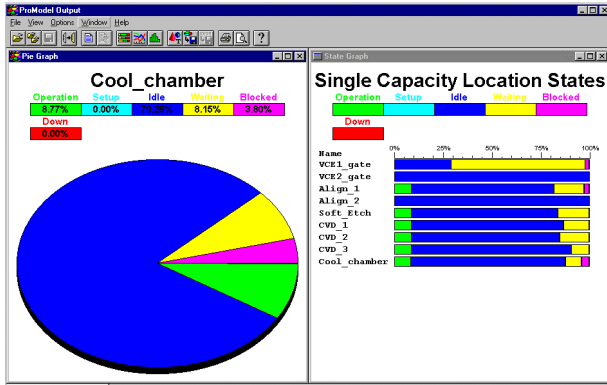 ProModel Output
File View Options Window Help
Pie Graph
Cool_chamber
Operation Setup Idle Waiting Blocked
8.77% 0.00% 79.28% 8.15% 3.80%
Down
0.00%
State Graph
Single Capacity Location States
Operation Setup Idle Waiting Blocked
Down
Name 0% 25% 50% 75% 100%
VCE1_gate
VCE2_gate
Align_1
Align_2
Soft_Etch
CVD_1
CVD_2
CVD_3
Cool_chamber